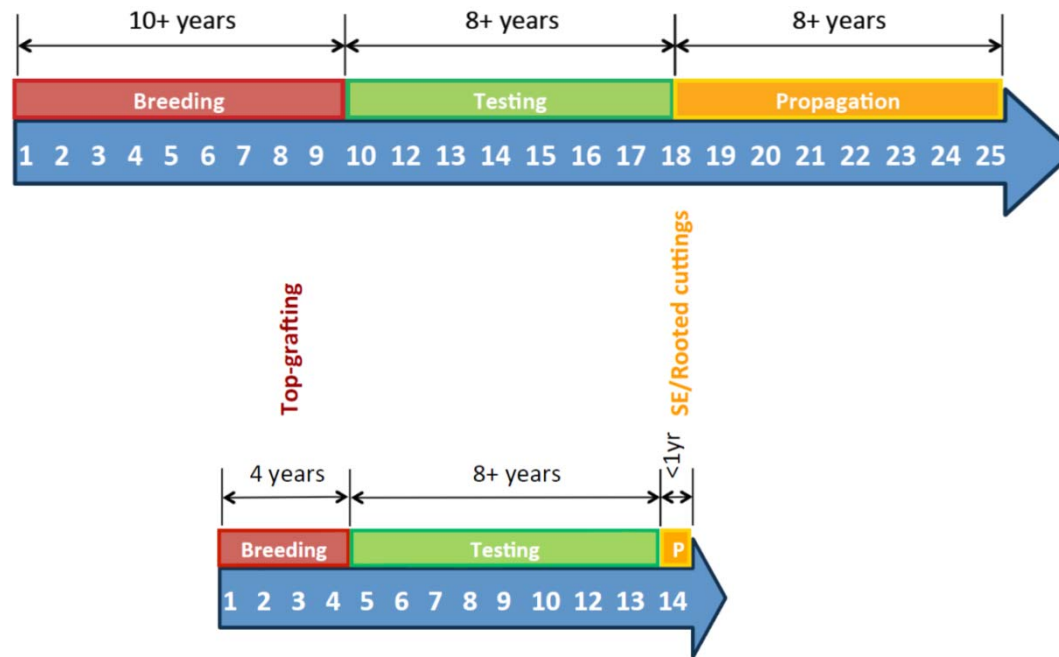 10+ years 8+ years 8+ years
Breeding Testing Propagation
1 2 3 4 5 6 7 8 9 10 12 13 14 15 16 17 18 19 20 21 22 23 24 25
Top-grafting
SE/Rooted cuttings
4 years 8+ years <1yr
Breeding Testing P
1 2 3 4 5 6 7 8 9 10 12 13 14